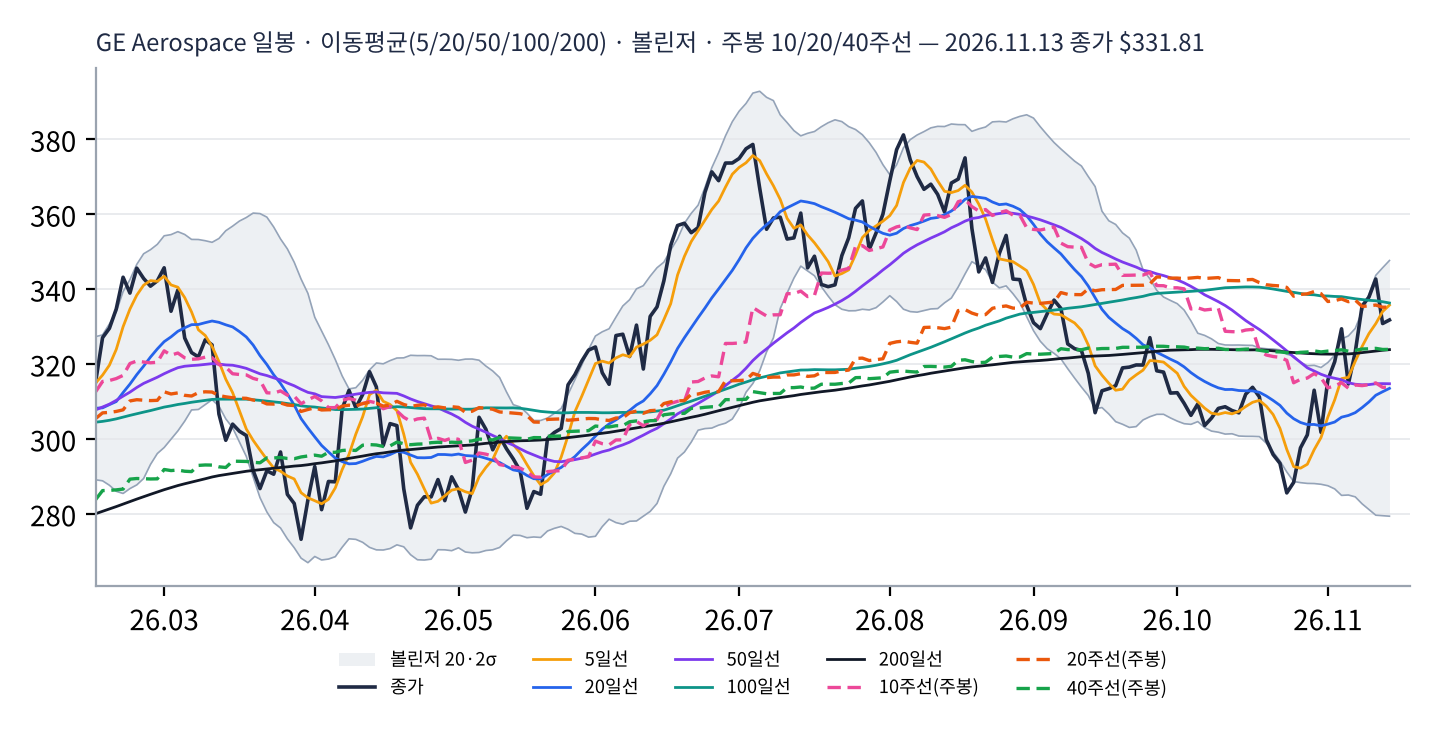 GE Aerospace 일봉 · 이동평균(5/20/50/100/200) · 볼린저 · 주봉 10/20/40주선 — 2026.11.13 종가 $331.81
380
360
340
320
300
280
26.03 26.04 26.05 26.06 26.07 26.08 26.09 26.10 26.11
볼린저 20·2σ 5일선 50일선 200일선 20주선(주봉)
종가 20일선 100일선 10주선(주봉) 40주선(주봉)